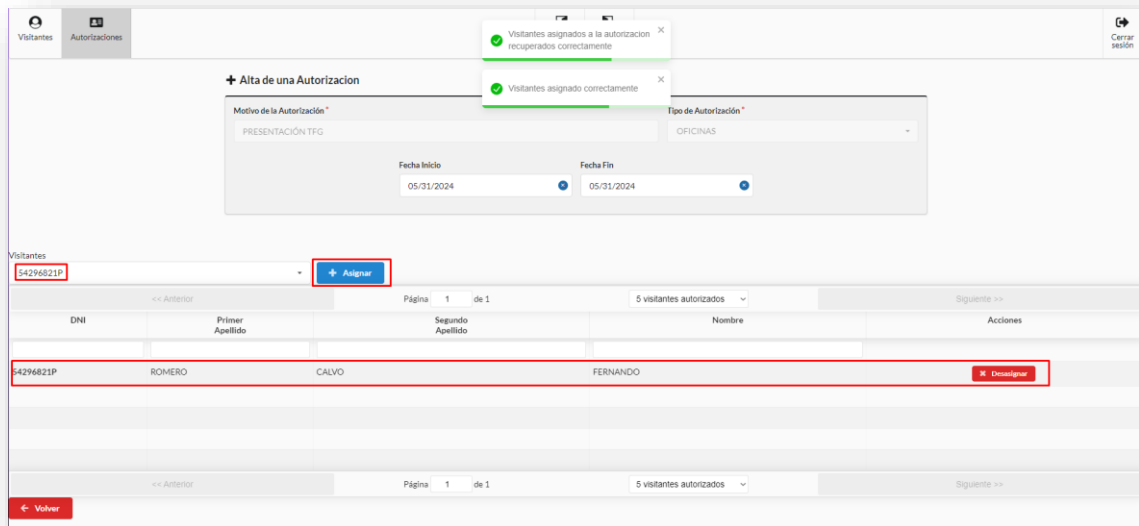 Visitantes
Autorizaciones
Cerrar
sesión
Visitantes asignados a la autorizacion
recuperados correctamente
Visitantes asignado correctamente
Alta de una Autorizacion
Motivo de la Autorización *
Tipo de Autorización *
PRESENTACIÓN TFG
OFICINAS
Fecha Inicio
Fecha Fin
05/31/2024
05/31/2024
Visitantes
54296821P
Asignar
<< Anterior
Página 1 de 1
5 visitantes autorizados
Siguiente >>
DNI
Primer
Apellido
Segundo
Apellido
Nombre
Acciones
54296821P
ROMERO
CALVO
FERNANDO
Desasignar
<< Anterior
Página 1 de 1
5 visitantes autorizados
Siguiente >>
Volver